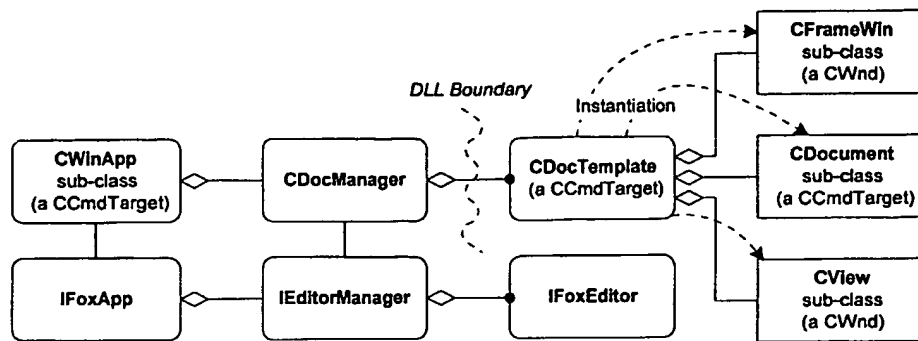 CFrameWin
sub-class
(a CWnd)
DLL Boundary
Instantiation
CWinApp
sub-class
(a CCmdTarget)
CDocManager
CDocTemplate
(a CCmdTarget)
CDocument
sub-class
(a CCmdTarget)
IFoxApp
IEditorManager
IFoxEditor
CView
sub-class
(a CWnd)